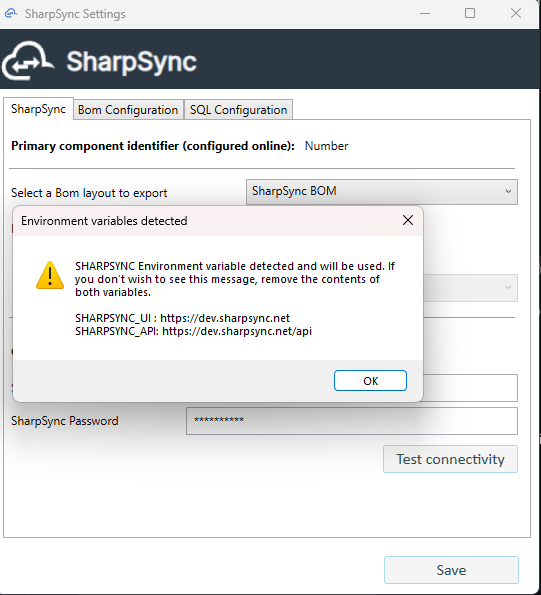 SharpSync Settings
SharpSync
SharpSync
Bom Configuration
SQL Configuration
Primary component identifier (configured online): Number
Select a Bom layout to export
SharpSync BOM
Environment variables detected
SHARPSYNC Environment variable detected and will be used. If
you don't wish to see this message, remove the contents of
both variables.
SHARPSYNC_UI : https://dev.sharpsync.net
SHARPSYNC_API: https://dev.sharpsync.net/api
OK
SharpSync Password
**********
Test connectivity
Save